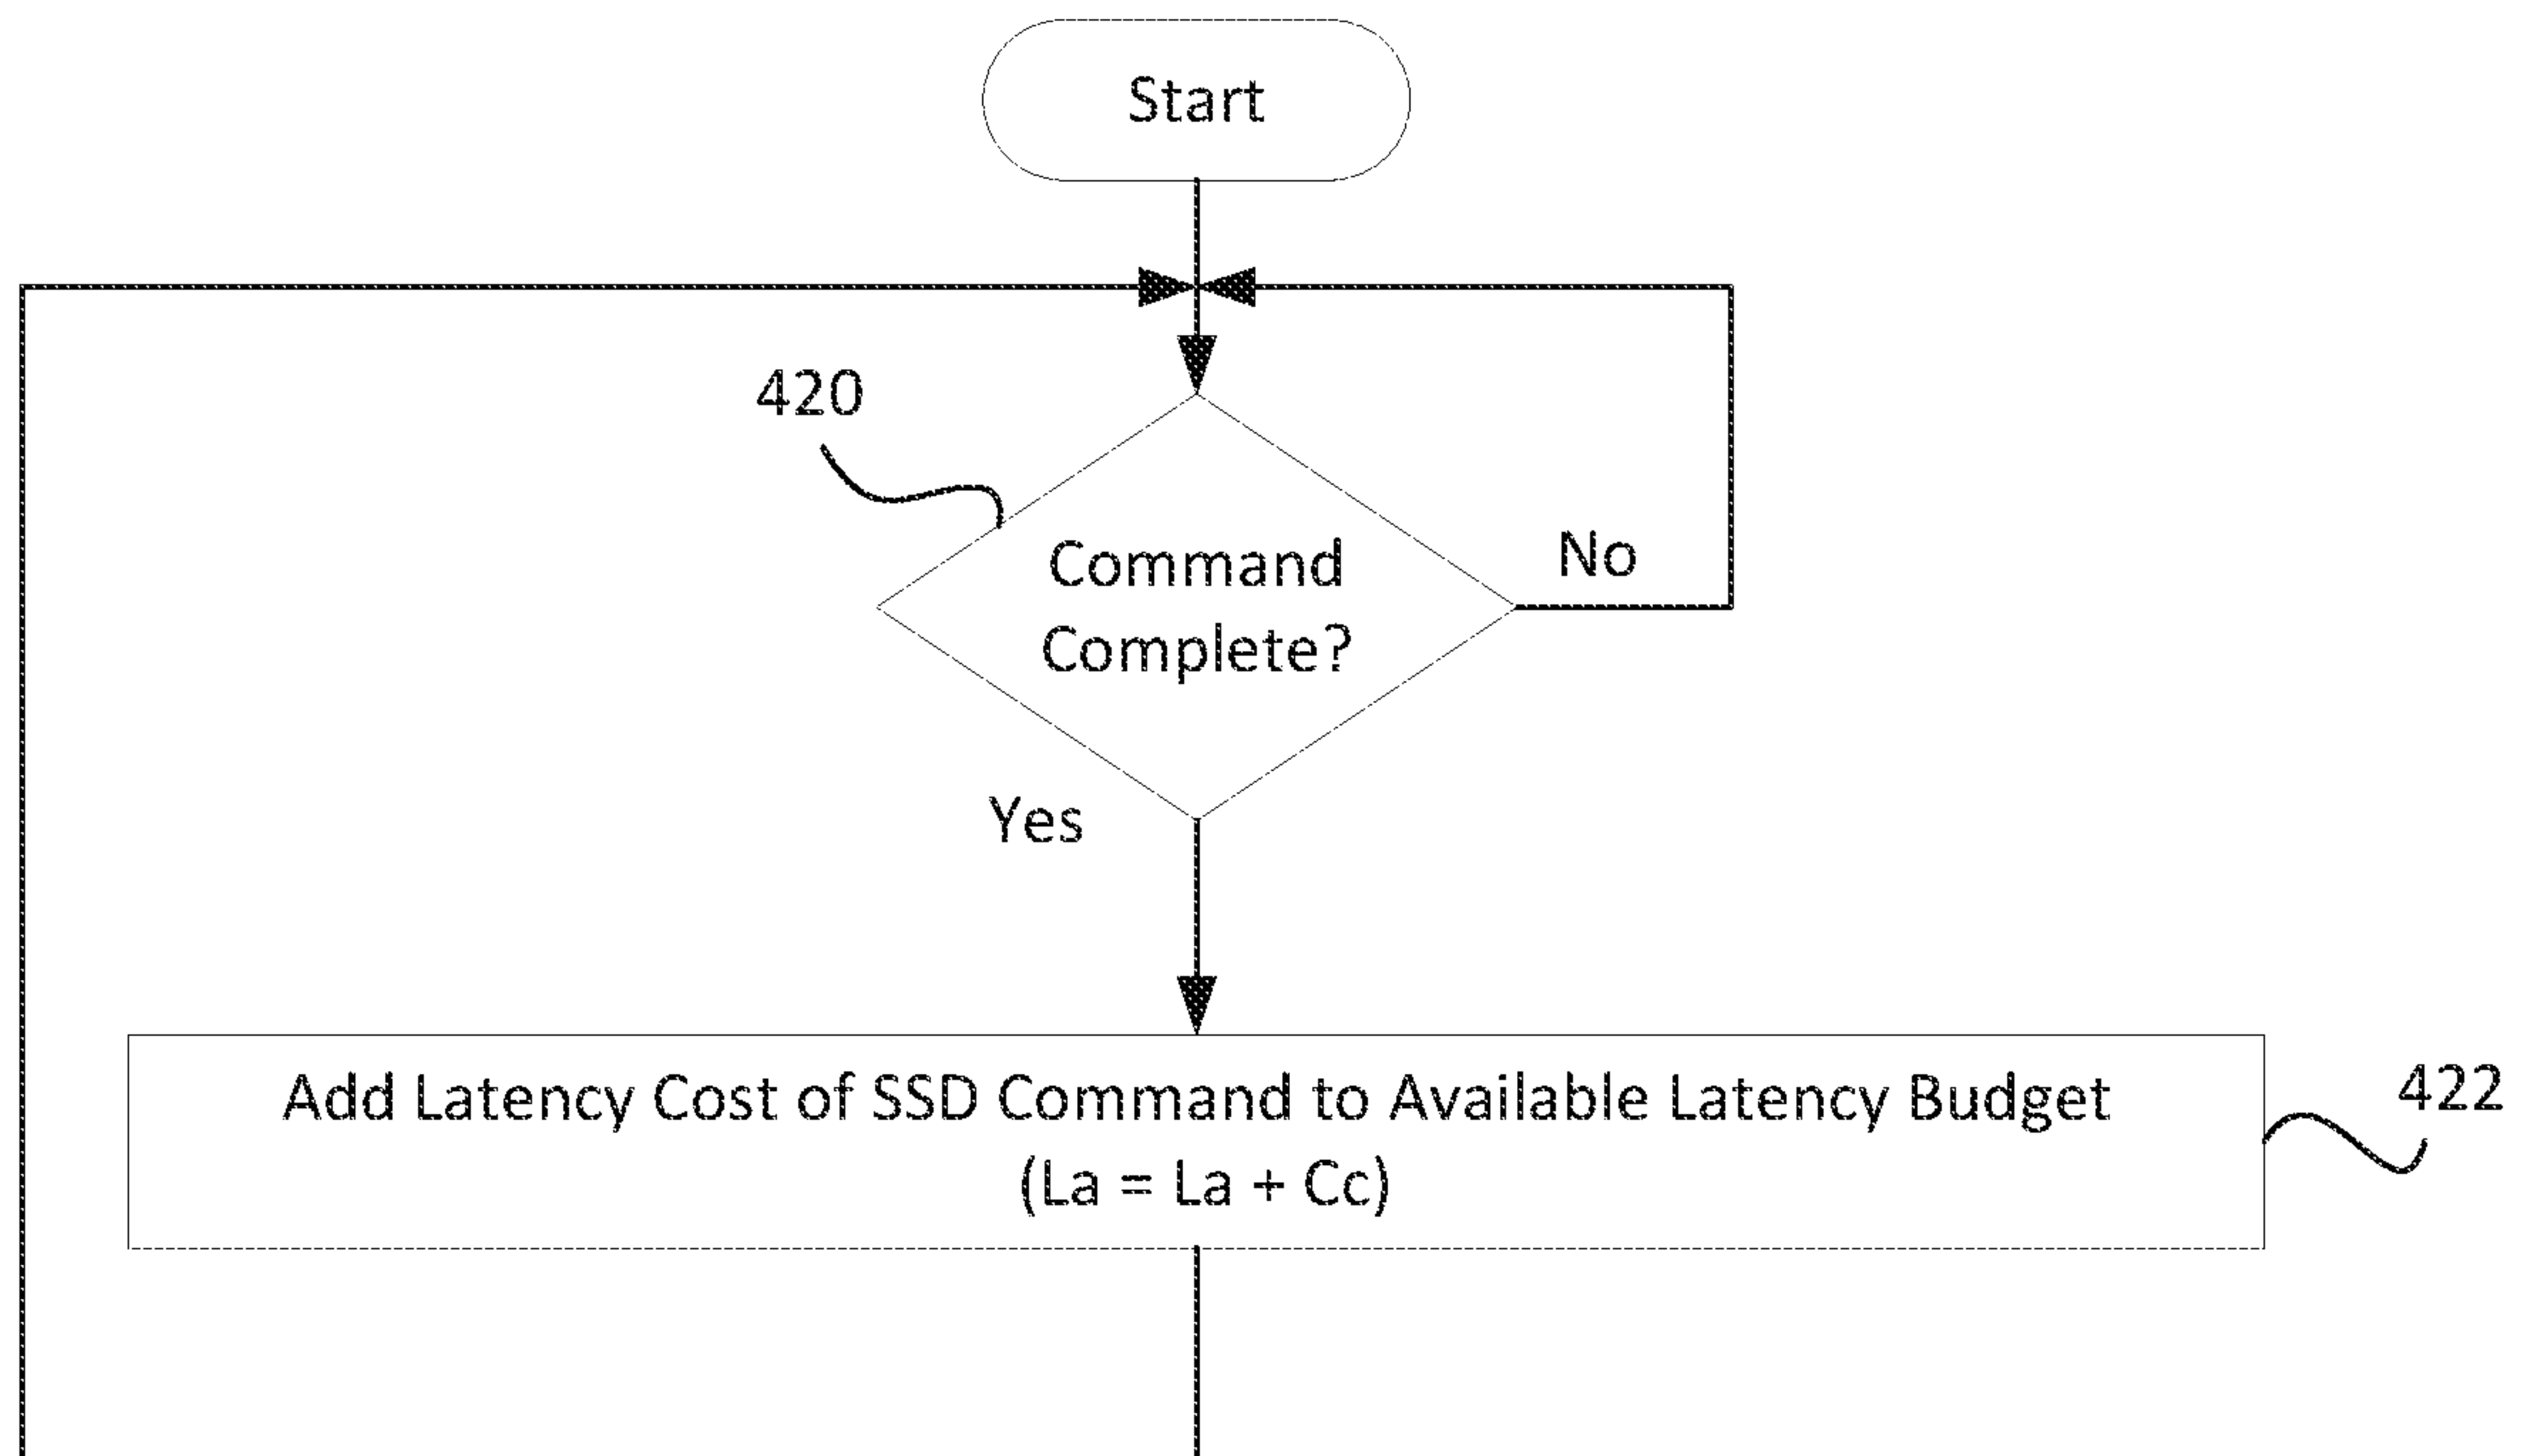 Start
420
Command
Complete?
No
Yes
Add Latency Cost of SSD Command to Available Latency Budget
(La = La + Cc)
422